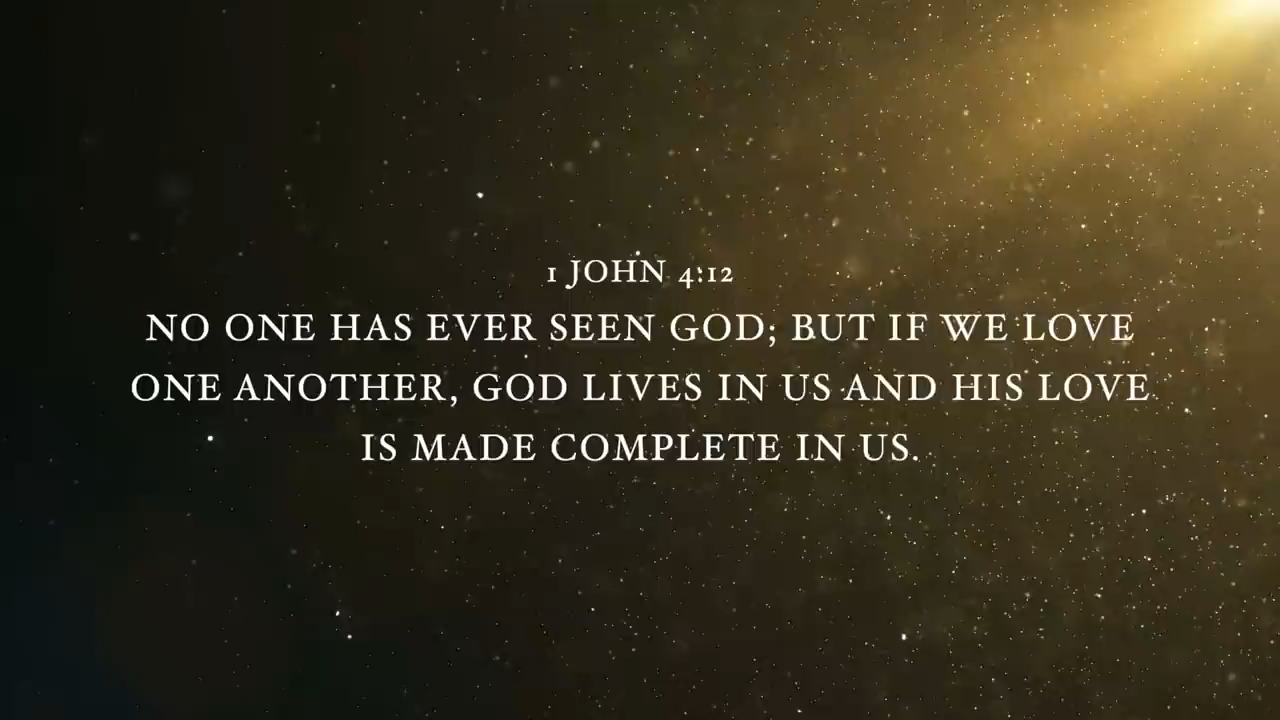 1 JOHN 4:12
NO ONE HAS EVER SEEN GOD; BUT IF WE LOVE
ONE ANOTHER, GOD LIVES IN US AND HIS LOVE
IS MADE COMPLETE IN US.